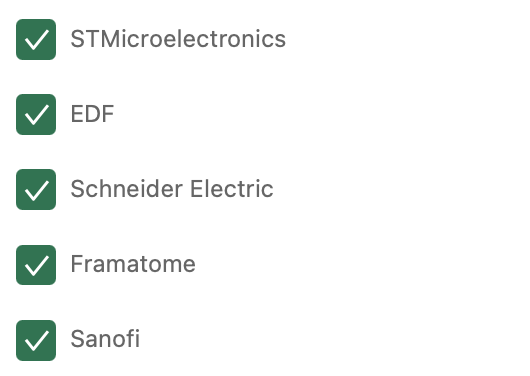 STMicroelectronics
EDF
Schneider Electric
Framatome
Sanofi